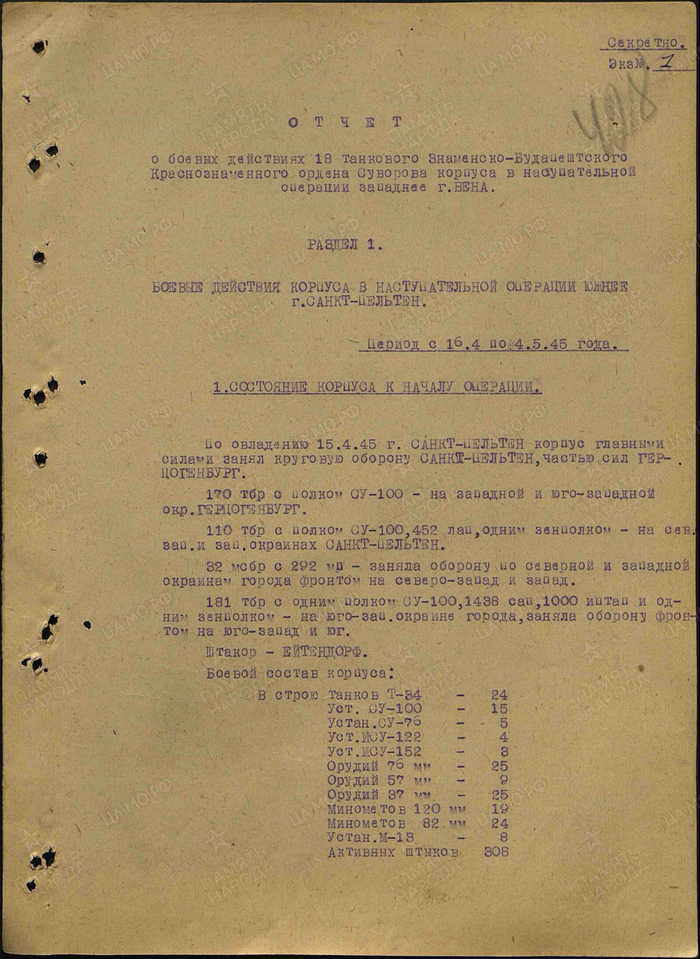 Секретно.
Экз№. 1
428
О Т Ч Е Т
о боевых действиях 18 танкового Знаменско-Будапештского
Краснознаменного ордена Суворова корпуса в наступательной
операции западнее г.ВЕНА.
РАЗДЕЛ 1.
БОЕВЫЕ ДЕЙСТВИЯ КОРПУСА В НАСТУПАТЕЛЬНОЙ ОПЕРАЦИИ ЮЖНЕЕ
г.САНКТ-ПЕЛЬТЕН.
Период с 16.4 по 4.5.45 года.
1.СОСТОЯНИЕ КОРПУСА К НАЧАЛУ ОПЕРАЦИИ.
По овладению 15.4.45 г. САНКТ-ПЕЛЬТЕН корпус главными
силами занял круговую оборону САНКТ-ПЕЛЬТЕН,частью сил ГЕР-
ЦОГЕНБУРГ.
170 тбр с полком СУ-100 - на западной и юго-западной
окр.ГЕРЦОГЕНБУРГ.
110 тбр с полком СУ-100,452 лап,одним зенполком - на сев.
зап.и зап.окраинах САНКТ-ПЕЛЬТЕН.
32 мсбр с 292 мп - заняла оборону по северной и западной
окраинам города фронтом на северо-запад и запад.
181 тбр с одним полком СУ-100,1438 сап,1000 иптап и од-
ним зенполком - на юго-зап.окраине города,заняла оборону фрон-
том на юго-запад и юг.
Штакор - ЕЙТЕНДОРФ.
Боевой состав корпуса:
В строю Танков Т-34 - 24
Уст. СУ-100 - 15
Устан.СУ-76 - 5
Уст.ИСУ-122 - 4
Уст.ИСУ-152 - 3
Орудий 76 мм - 25
Орудий 57 мм - 9
Орудий 37 мм - 25
Минометов 120 мм 19
Минометов 82 мм 24
Устан.М-13 - 8
Активных штыков 308